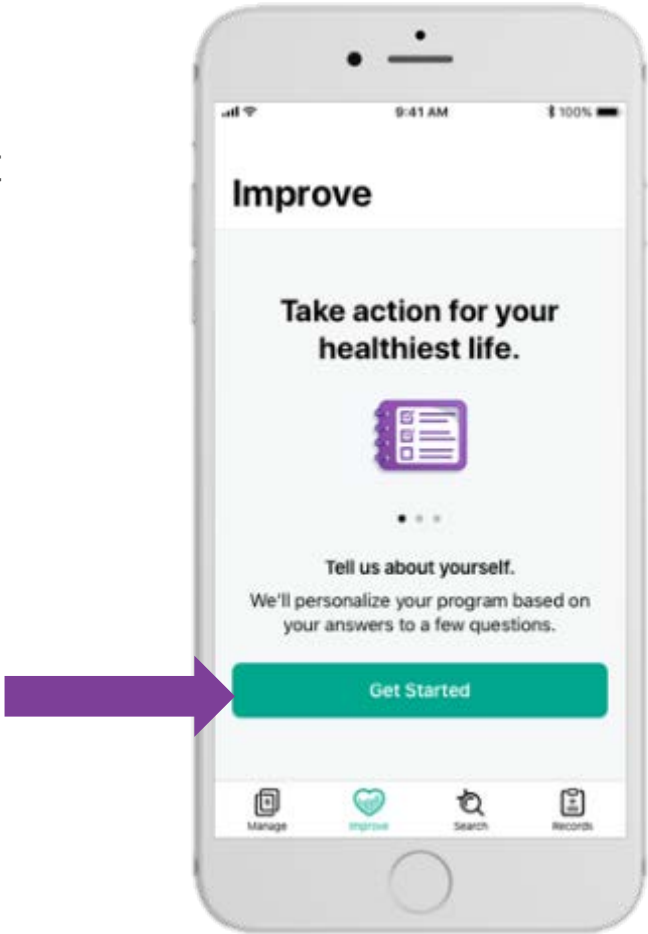 9:41 AM
100%
Improve
Take action for your
healthiest life.
Tell us about yourself.
We'll personalize your program based on
your answers to a few questions.
Get Started
Manage Improve Search Records